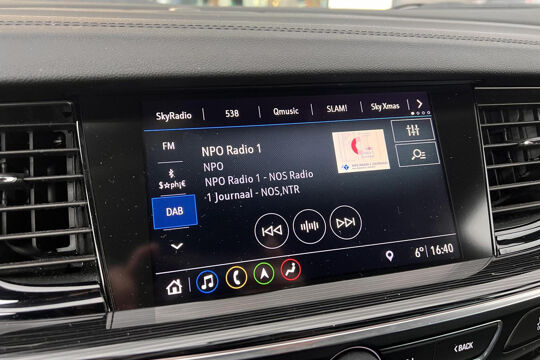 SkyRadio 538 Qmusic SLAM! Sky Xmas
FM
NPO Radio 1
NPO
NPO Radio 1 - NOS Radio
1 Journaal - NOS,NTR
DAB
6° 16:40
BACK